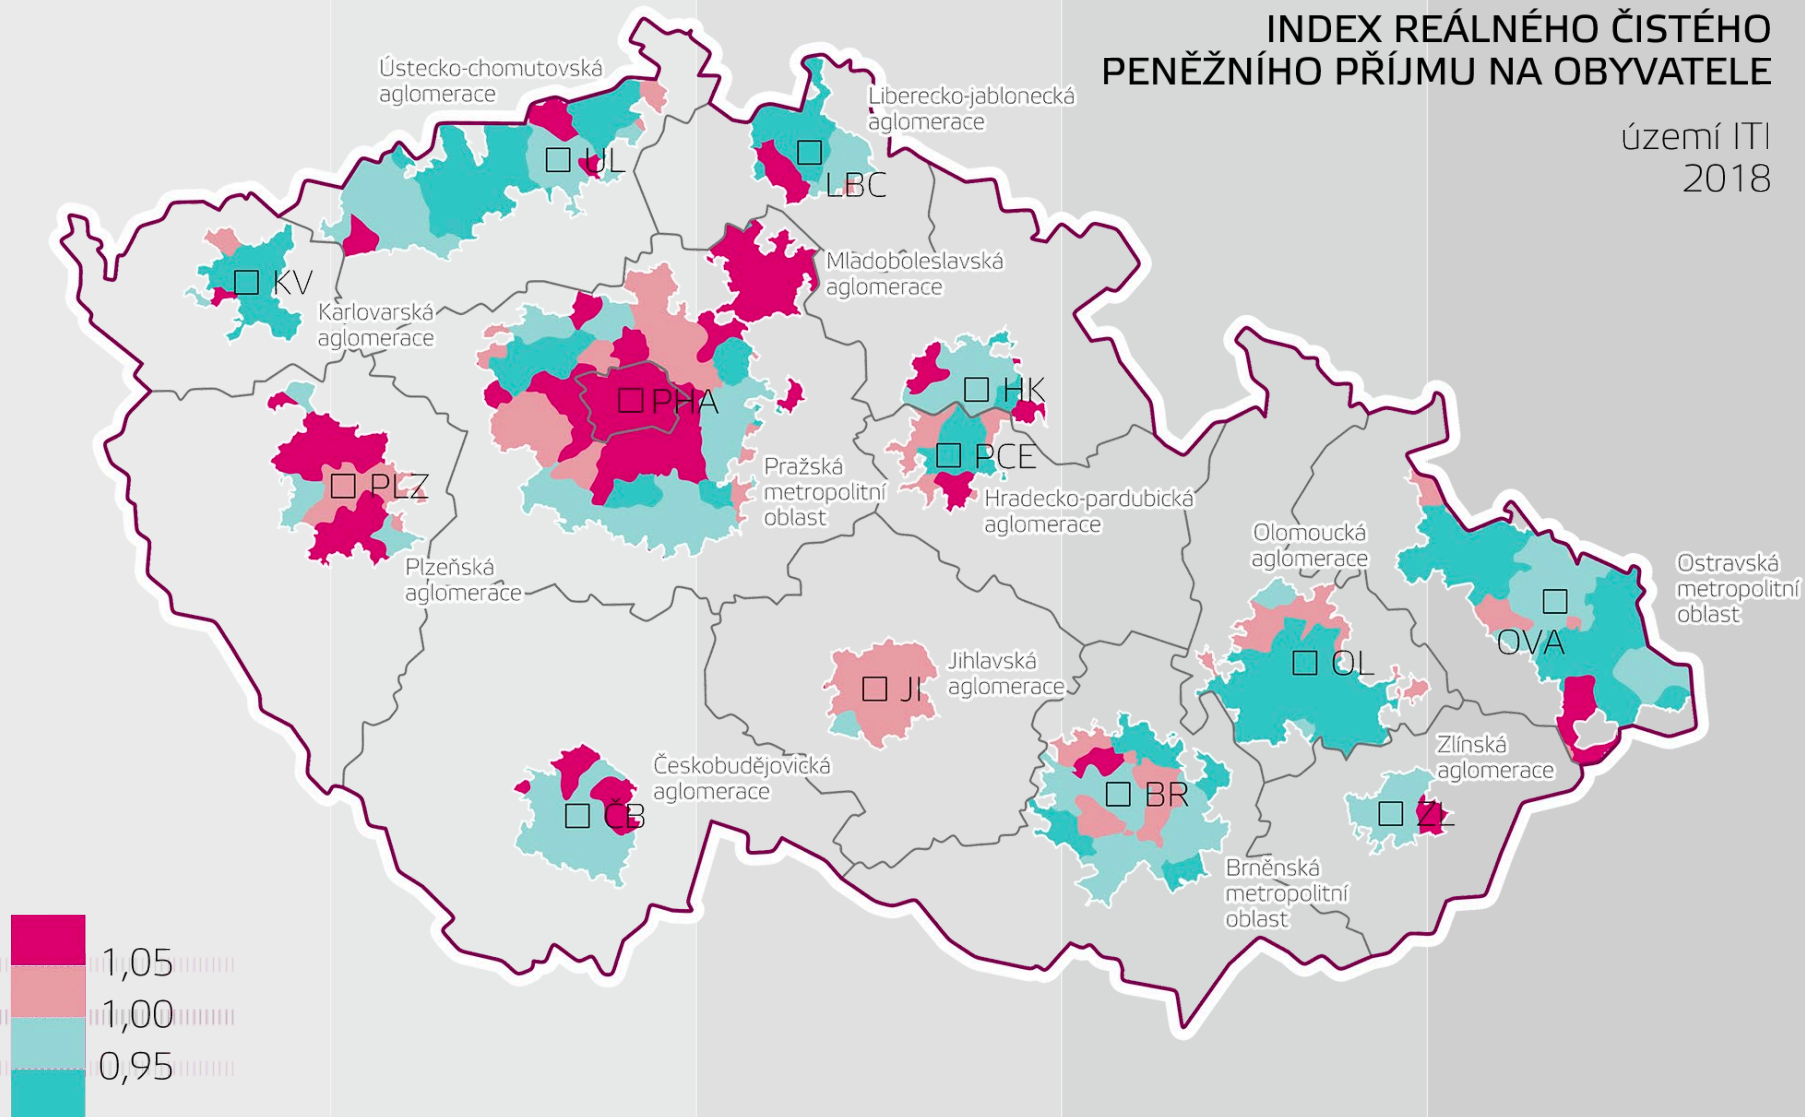 INDEX REÁLNÉHO ČISTÉHO
PENĚŽNÍHO PŘÍJMU NA OBYVATELE
území ITI
2018
Ústecko-chomutovská
aglomerace
Liberecko-jablonecká
aglomerace
UL
LBC
KV
Karlovarská
aglomerace
Mladoboleslavská
aglomerace
PHA
HK
PCE
Pražská
metropolitní
oblast
Hradecko-pardubická
aglomerace
PLZ
Plzeňská
aglomerace
Olomoucká
aglomerace
Ostravská
metropolitní
oblast
OVA
OL
JI
Jihlavská
aglomerace
Českobudějovická
aglomerace
ČB
BR
Brněnská
metropolitní
oblast
Zlínská
aglomerace
ZL
1,05
1,00
0,95